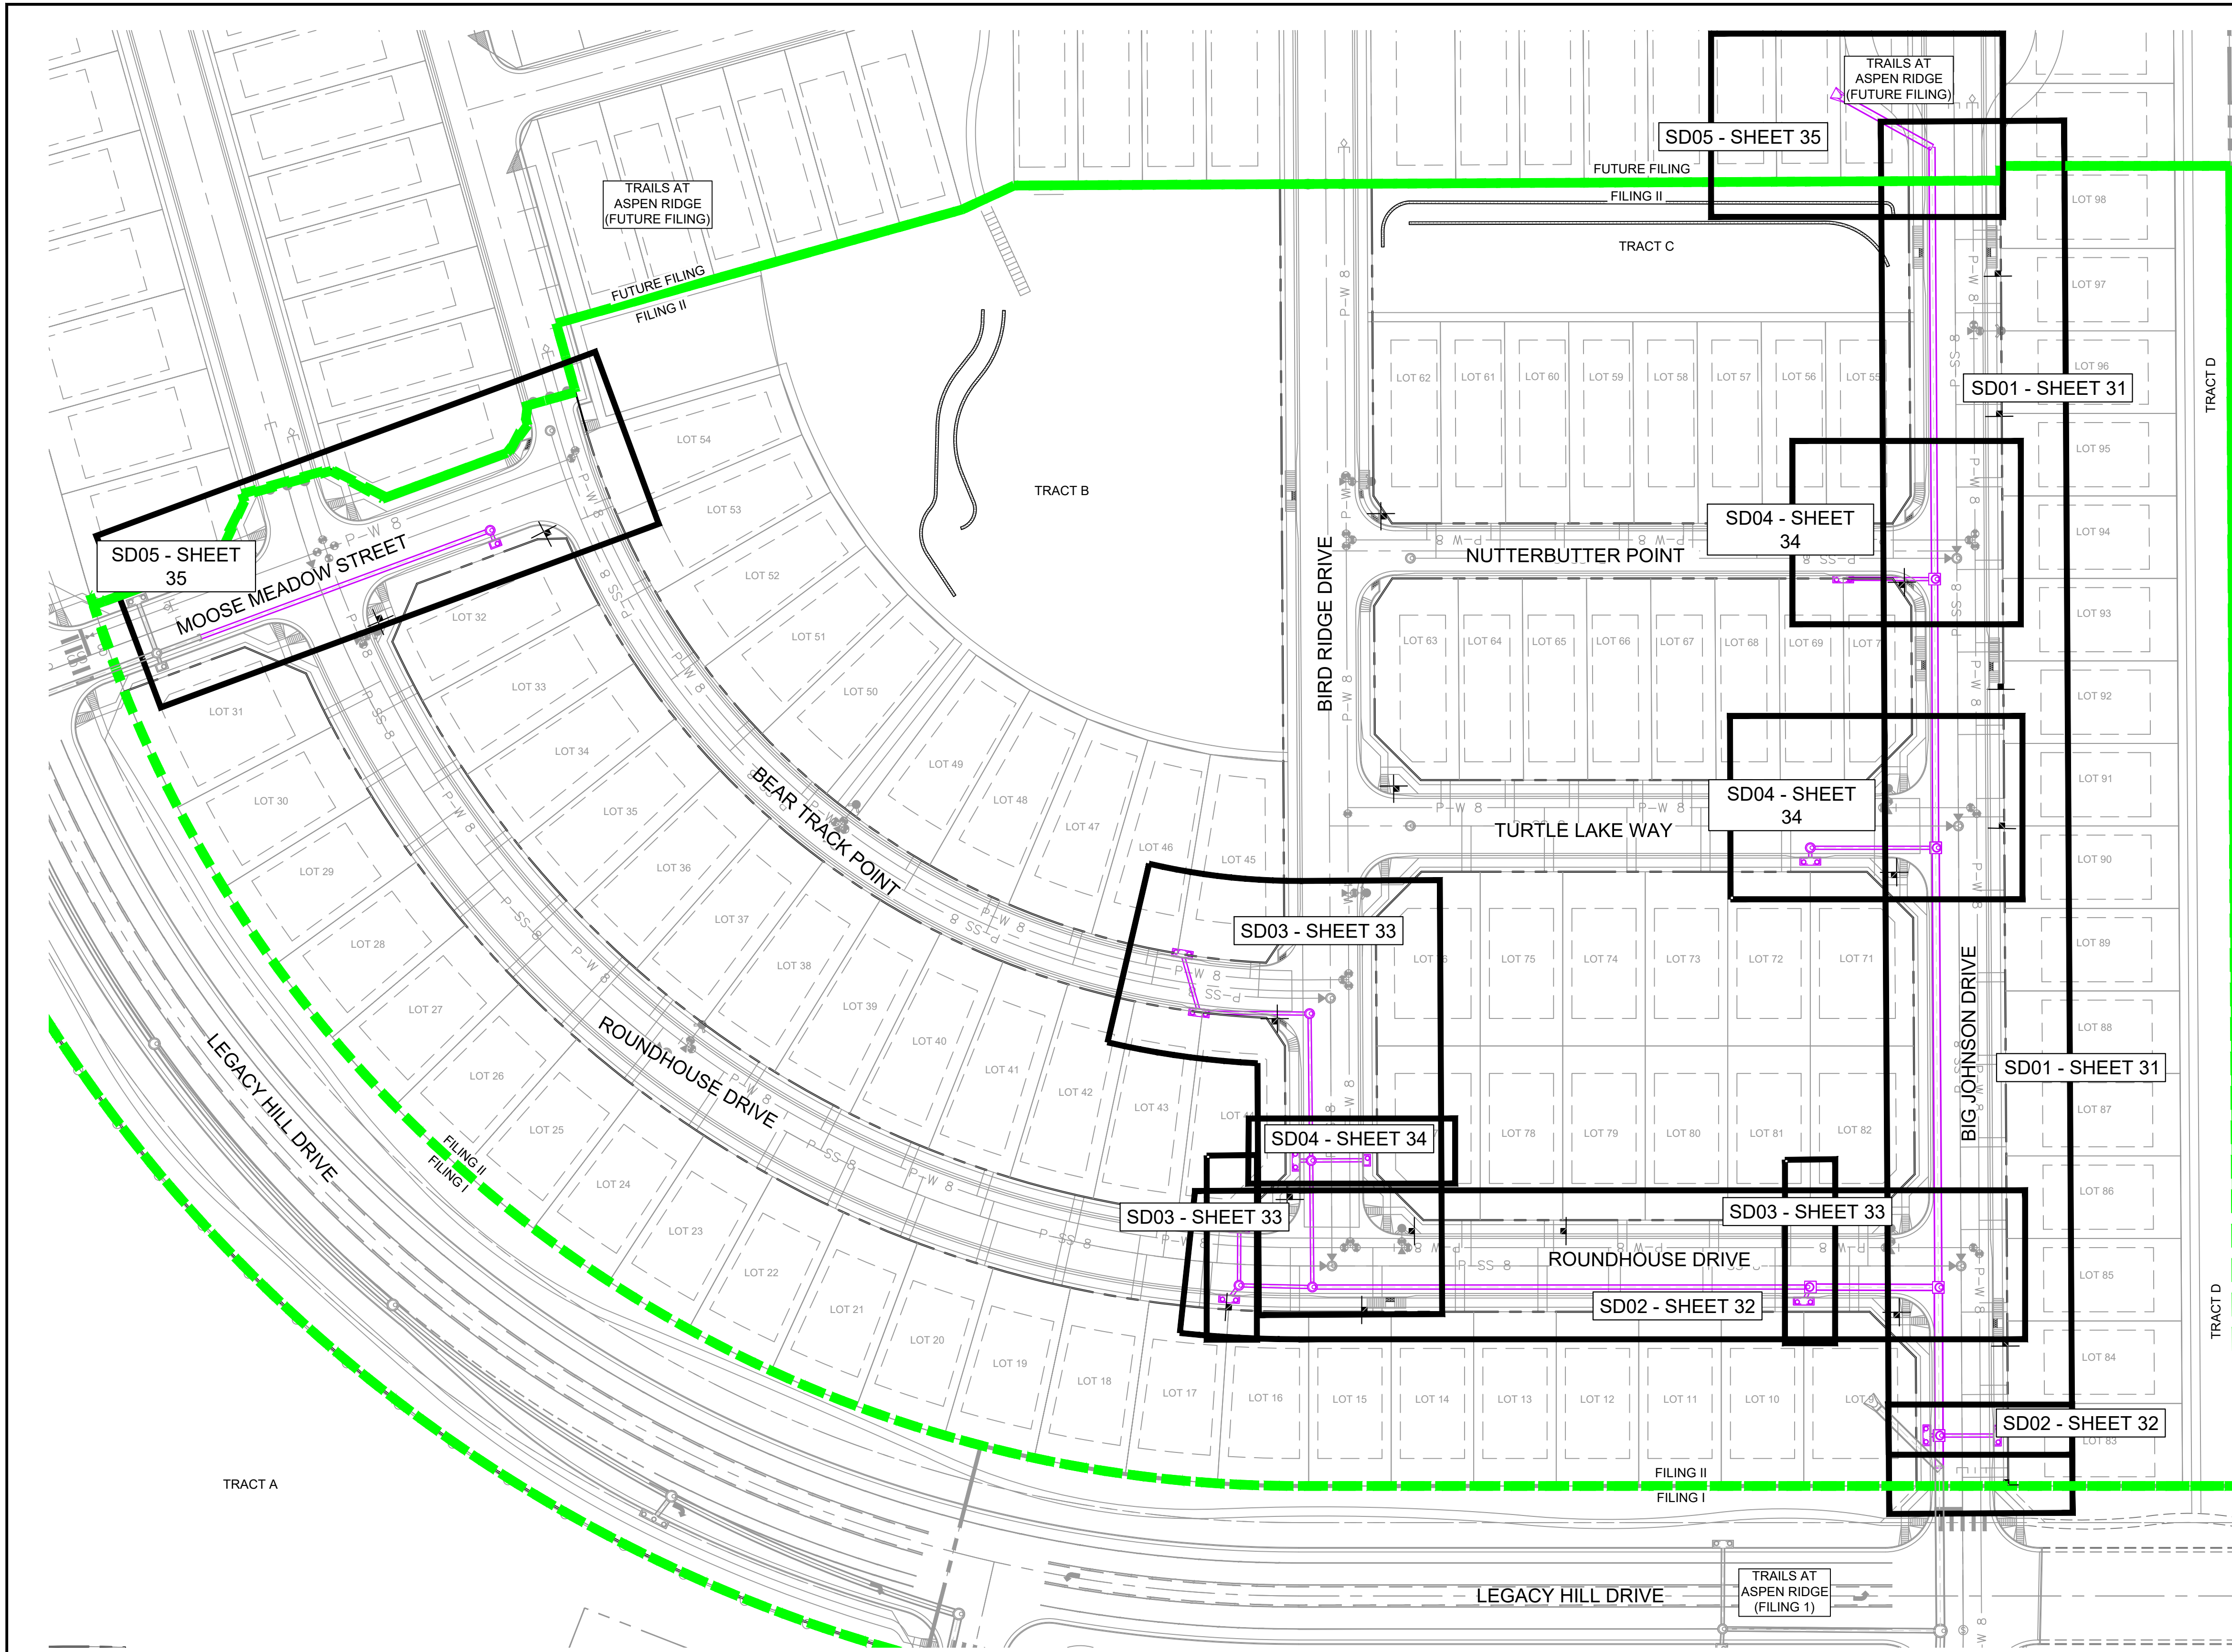 TRAILS AT
ASPEN RIDGE
(FUTURE FILING)
SD05 - SHEET 35
FUTURE FILING
FILING II
TRAILS AT
ASPEN RIDGE
(FUTURE FILING)
TRACT C
LOT 98
LOT 97
LOT 96
LOT 95
LOT 94
LOT 93
LOT 92
LOT 91
LOT 90
LOT 89
LOT 88
LOT 87
LOT 86
LOT 85
LOT 84
LOT 83
TRACT D
TRACT D
FUTURE FILING
FILING II
SD01 - SHEET 31
LOT 62
LOT 61
LOT 60
LOT 59
LOT 58
LOT 57
LOT 56
LOT 55
TRACT B
SD04 - SHEET
34
NUTTERBUTTER POINT
BIRD RIDGE DRIVE
SD05 - SHEET
35
MOOSE MEADOW STREET
LOT 54
LOT 53
LOT 52
LOT 51
LOT 50
LOT 49
LOT 48
LOT 47
LOT 46
LOT 45
LOT 63
LOT 64
LOT 65
LOT 66
LOT 67
LOT 68
LOT 69
SD04 - SHEET
34
TURTLE LAKE WAY
BEAR TRACK POINT
LOT 32
LOT 33
LOT 34
LOT 35
LOT 36
LOT 37
LOT 38
LOT 39
LOT 40
LOT 41
LOT 42
LOT 43
SD03 - SHEET 33
LOT 75
LOT 74
LOT 73
LOT 72
LOT 71
BIG JOHNSON DRIVE
SD01 - SHEET 31
LOT 31
LOT 30
LOT 29
LOT 28
LOT 27
LOT 26
LOT 25
LOT 24
LOT 23
LOT 22
LOT 21
LOT 20
LOT 19
LOT 18
LOT 17
LOT 16
LOT 15
LOT 14
LOT 13
LOT 12
LOT 11
LOT 10
LOT 9
ROUNDHOUSE DRIVE
LEGACY HILL DRIVE
FILING II
FILING I
SD04 - SHEET 34
LOT 78
LOT 79
LOT 80
LOT 81
LOT 82
SD03 - SHEET 33
SD03 - SHEET 33
ROUNDHOUSE DRIVE
SD02 - SHEET 32
SD02 - SHEET 32
P-W 8
P-SS 8
TRACT A
FILING II
FILING I
LEGACY HILL DRIVE
TRAILS AT
ASPEN RIDGE
(FILING 1)